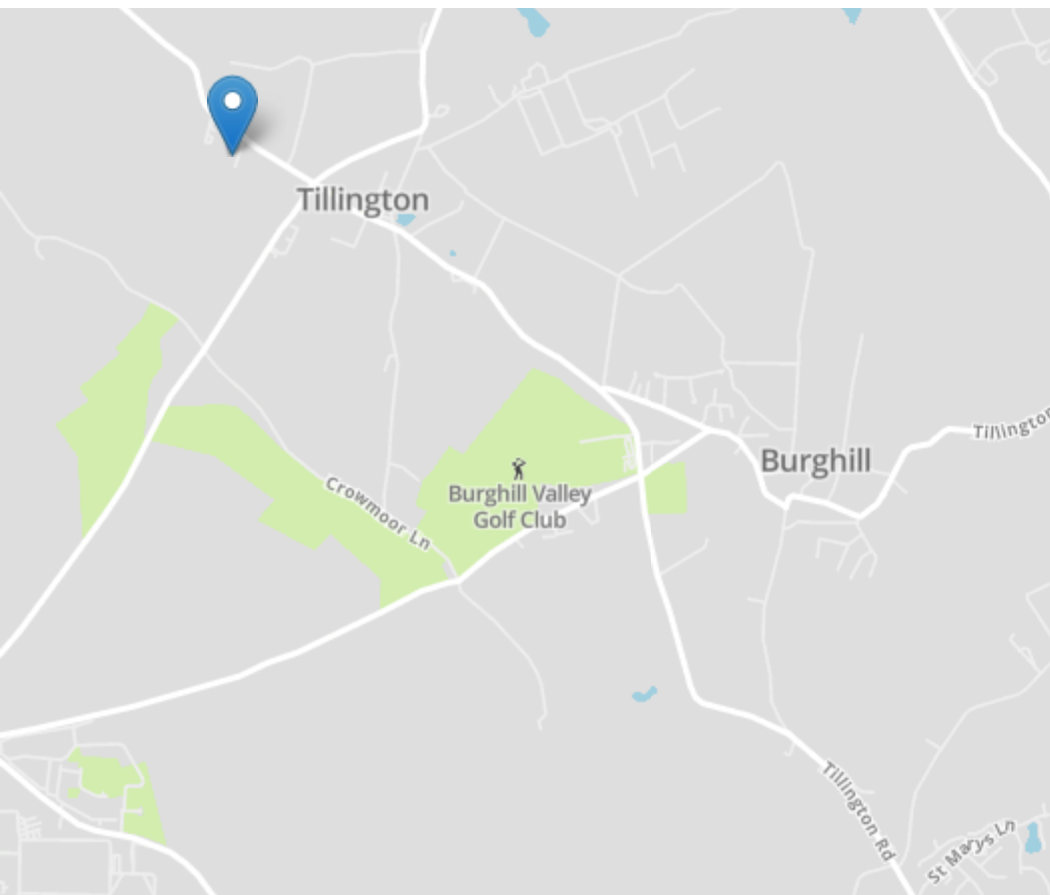 Tillington
Tillington
Burghill
Crowmoor Ln
Burghill Valley
Golf Club
Tillington Rd
St Marys Ln